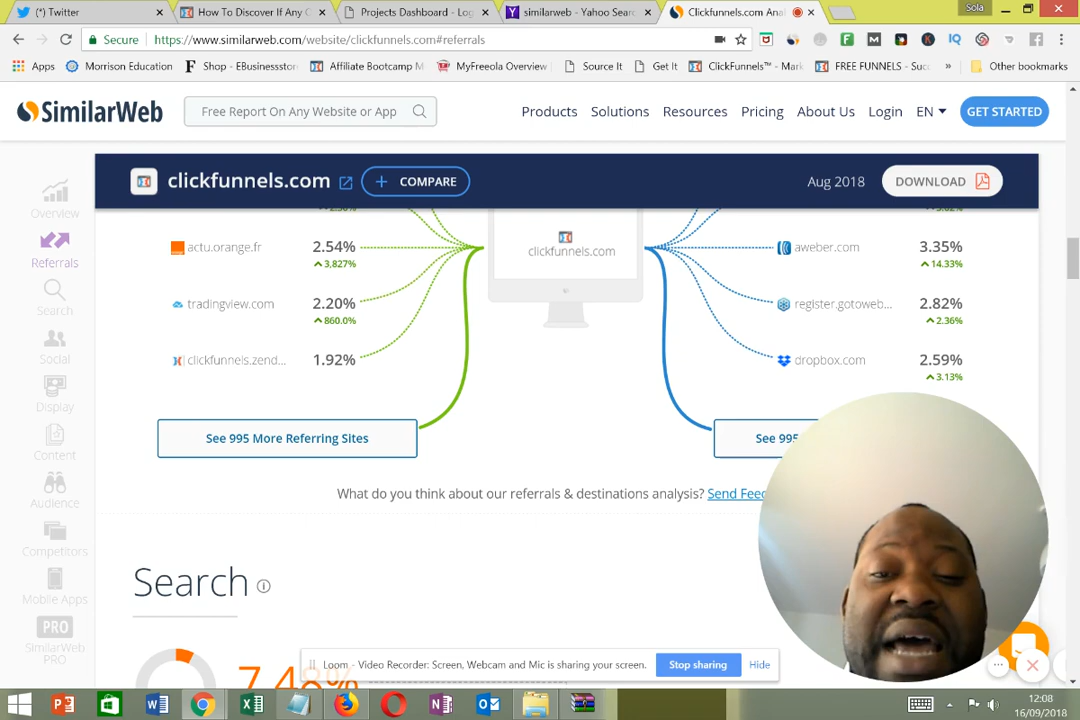 (*) Twitter
How To Discover If Any C
Projects Dashboard - Log
similarweb - Yahoo Sear
Clickfunnels.com Anal
Sola
Secure
https://www.similarweb.com/website/clickfunnels.com#referrals
Apps
Morrison Education
Shop - EBusinessstore
Affiliate Bootcamp M
MyFreeola Overview
Source It
Get It
ClickFunnels™ - Mark
FREE FUNNELS - Suc
Other bookmarks
SimilarWeb
Free Report On Any Website or App
Products
Solutions
Resources
Pricing
About Us
Login
EN
GET STARTED
clickfunnels.com
+ COMPARE
Aug 2018
DOWNLOAD
Overview
Referrals
Search
Social
Display
Content
Audience
Competitors
Mobile Apps
PRO
SimilarWeb
PRO
actu.orange.fr 2.54%
3,827%
tradingview.com 2.20%
860.0%
clickfunnels.zend... 1.92%
clickfunnels.com
aweber.com 3.35%
14.33%
register.gotoweb... 2.82%
2.36%
dropbox.com 2.59%
3.13%
See 995 More Referring Sites
See 995
What do you think about our referrals & destinations analysis? Send Feed
Search
7.48%
Loom - Video Recorder: Screen, Webcam and Mic is sharing your screen.
Stop sharing
Hide
12:08
16/09/2018